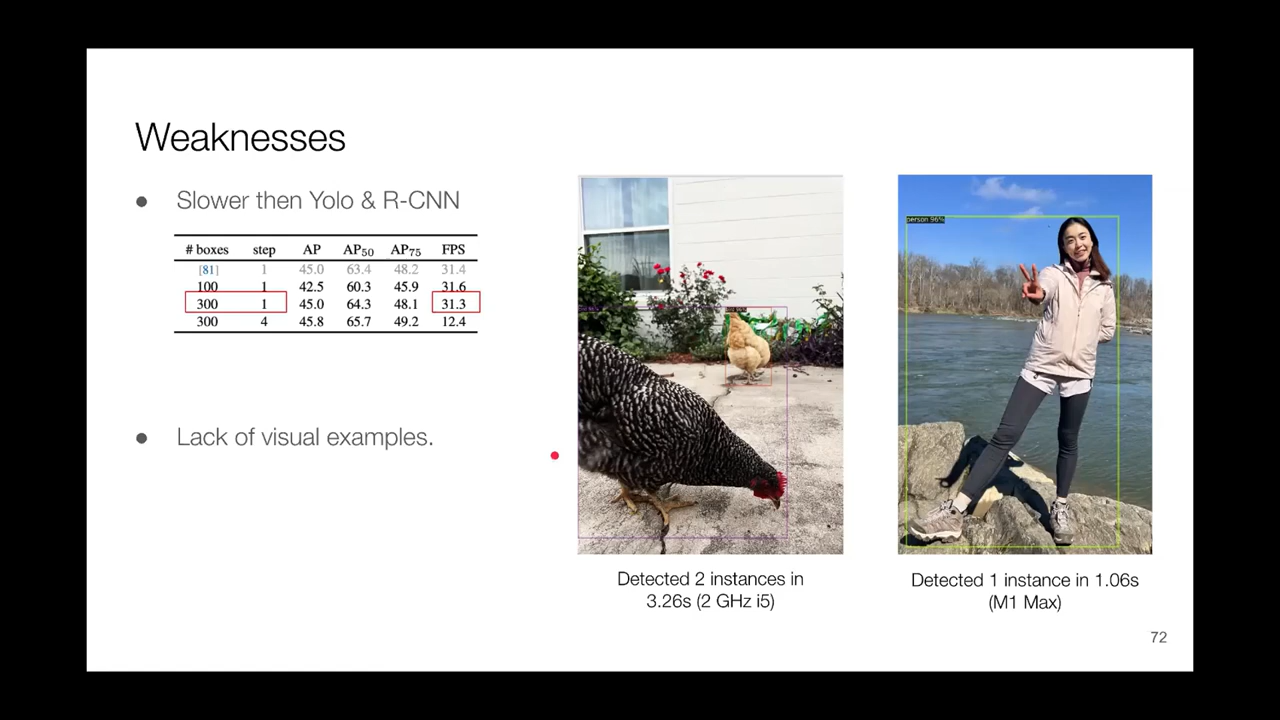 Weaknesses
● Slower then Yolo & R-CNN
# boxes step AP AP50 AP75 FPS
[81] 1 45.0 63.4 48.2 31.4
100 1 42.5 60.3 45.9 31.6
300 1 45.0 64.3 48.1 31.3
300 4 45.8 65.7 49.2 12.4
● Lack of visual examples.
person 96%
Detected 2 instances in
3.26s (2 GHz i5)
Detected 1 instance in 1.06s
(M1 Max)
72